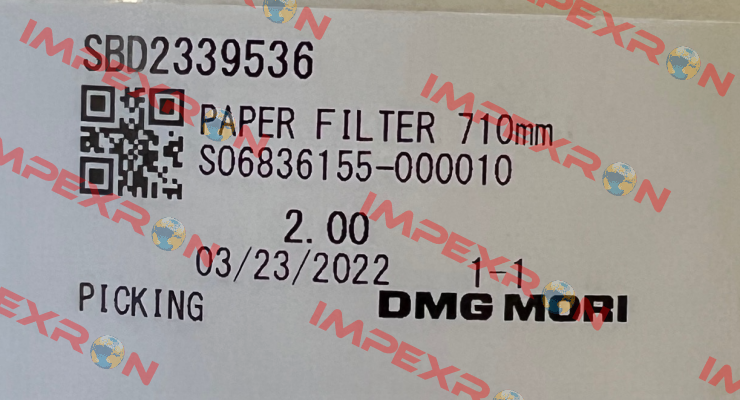 SBD2339536
PAPER FILTER 710mm
S06836155-000010
2.00
03/23/2022 1-1
PICKING DMG MORI
IMPEXRON
IMPEXRON
IMPEXRON
IMPEXRON
IMPEXRON
IMPEXRON
IMPEXRON